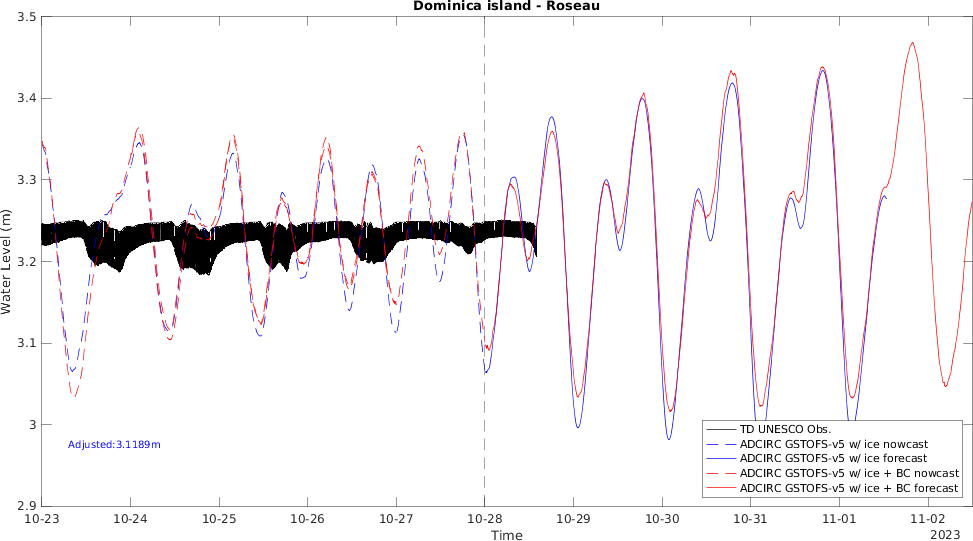 Dominica island - Roseau
3.5
3.4
3.3
3.2
3.1
3
2.9
Water Level (m)
Adjusted:3.1189m
TD UNESCO Obs.
ADCIRC GSTOFS-v5 w/ ice nowcast
ADCIRC GSTOFS-v5 w/ ice forecast
ADCIRC GSTOFS-v5 w/ ice + BC nowcast
ADCIRC GSTOFS-v5 w/ ice + BC forecast
10-23 10-24 10-25 10-26 10-27 10-28 10-29 10-30 10-31 11-01 11-02
2023
Time